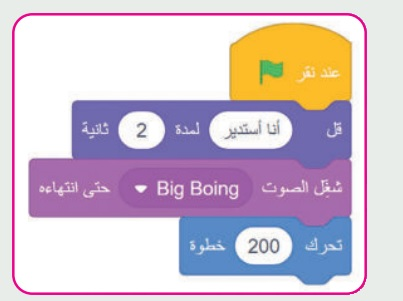 عند نقر
قل أنا أستدير لمدة 2 ثانية
شغّل الصوت Big Boing حتى انتهاءه
تحرك 200 خطوة